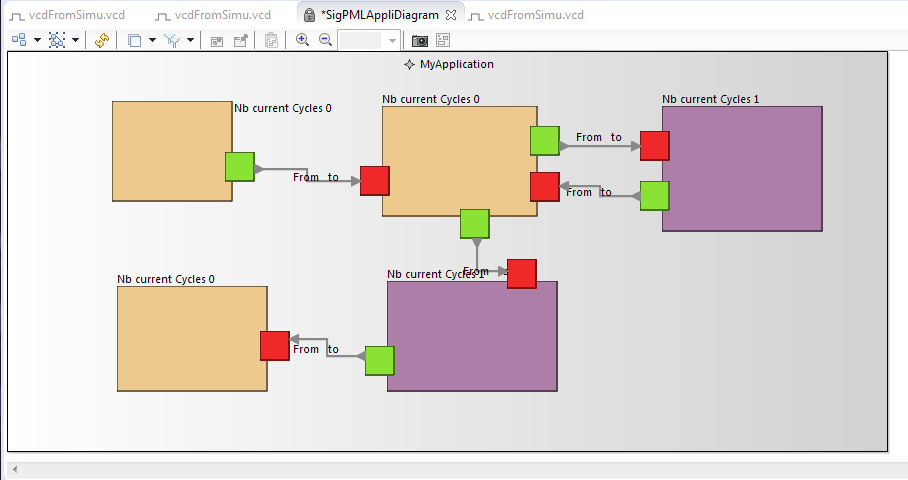 vcdFromSimu.vcd vcdFromSimu.vcd *SigPMLAppliDiagram vcdFromSimu.vcd
MyApplication
Nb current Cycles 0
Nb current Cycles 0
Nb current Cycles 1
From to
From to
From to
From
Nb current Cycles 0
Nb current Cycles 1
From to